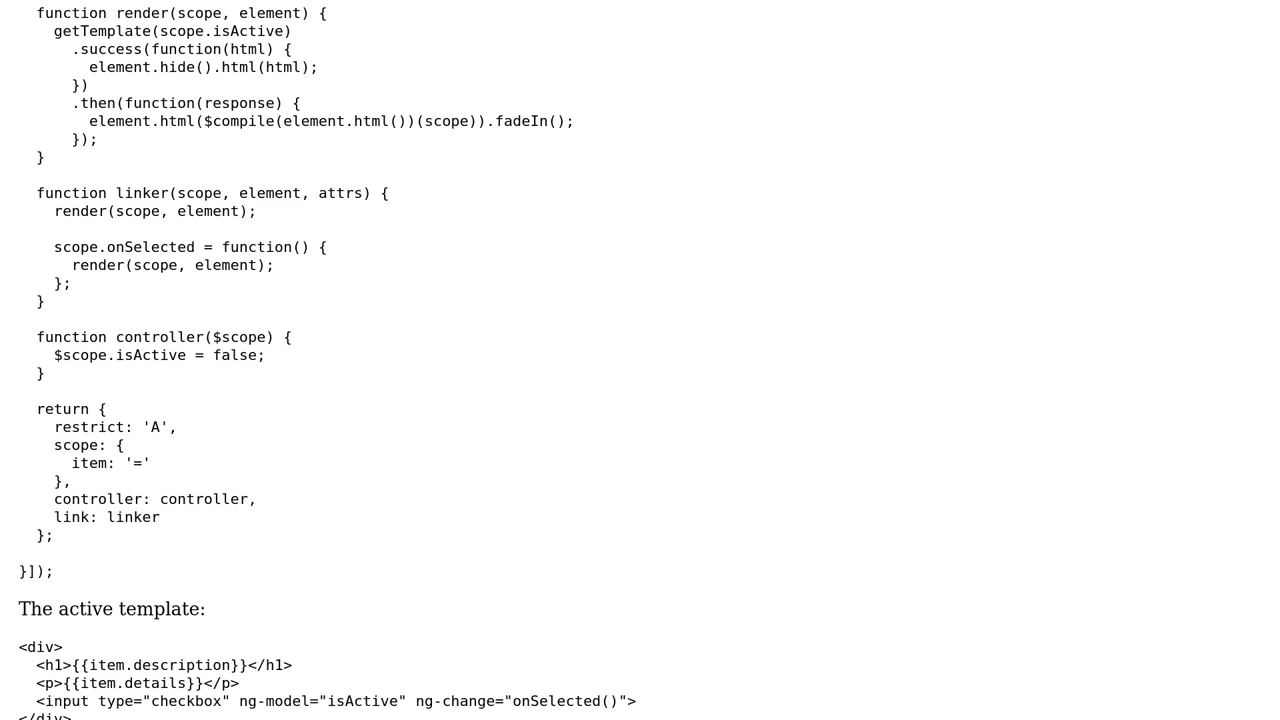 function render(scope, element) {
getTemplate(scope.isActive)
.success(function(html) {
element.hide().html(html);
})
.then(function(response) {
element.html($compile(element.html())(scope)).fadeIn();
});
}
function linker(scope, element, attrs) {
render(scope, element);
scope.onSelected = function() {
render(scope, element);
};
}
function controller($scope) {
$scope.isActive = false;
}
return {
restrict: 'A',
scope: {
item: '='
},
controller: controller,
link: linker
};
}]);
The active template:
<div>
<h1>{{item.description}}</h1>
<p>{{item.details}}</p>
<input type="checkbox" ng-model="isActive" ng-change="onSelected()">
</div>